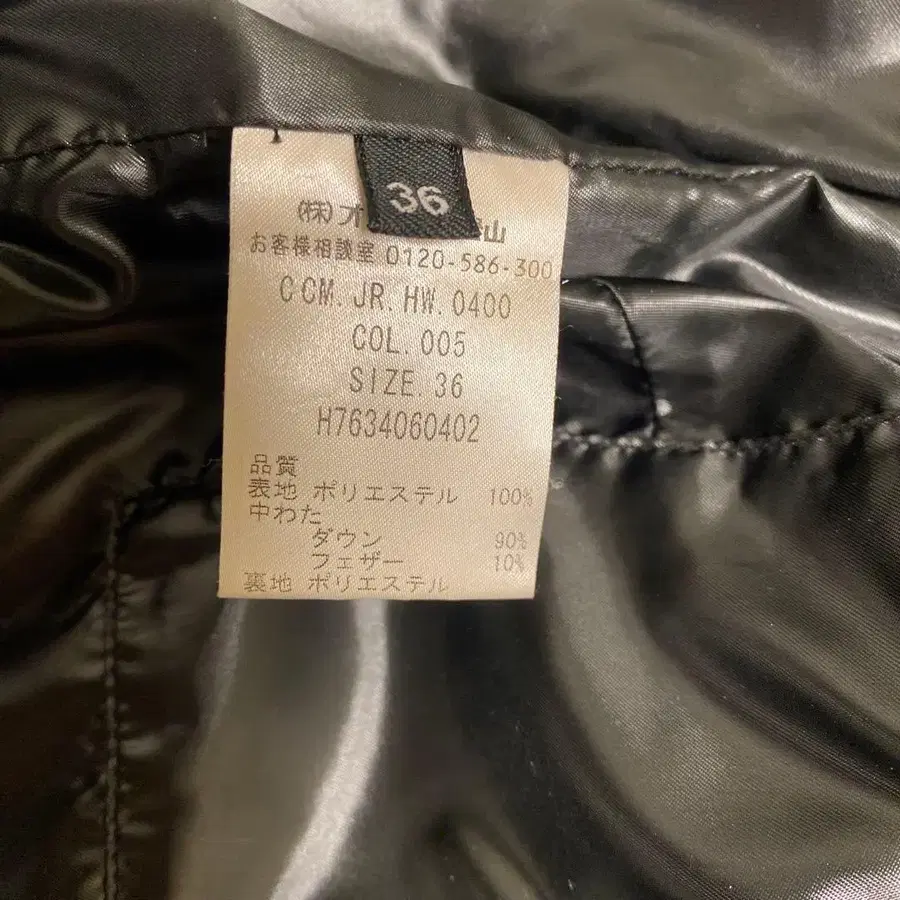 36
(株)オ 山
お客様相談室 0120-586-300
C CM. JR. HW. 0400
COL. 005
SIZE. 36
H7634060402
品質
表地 ポリエステル 100%
中わた
ダウン 90%
フェザー 10%
裏地 ポリエステル